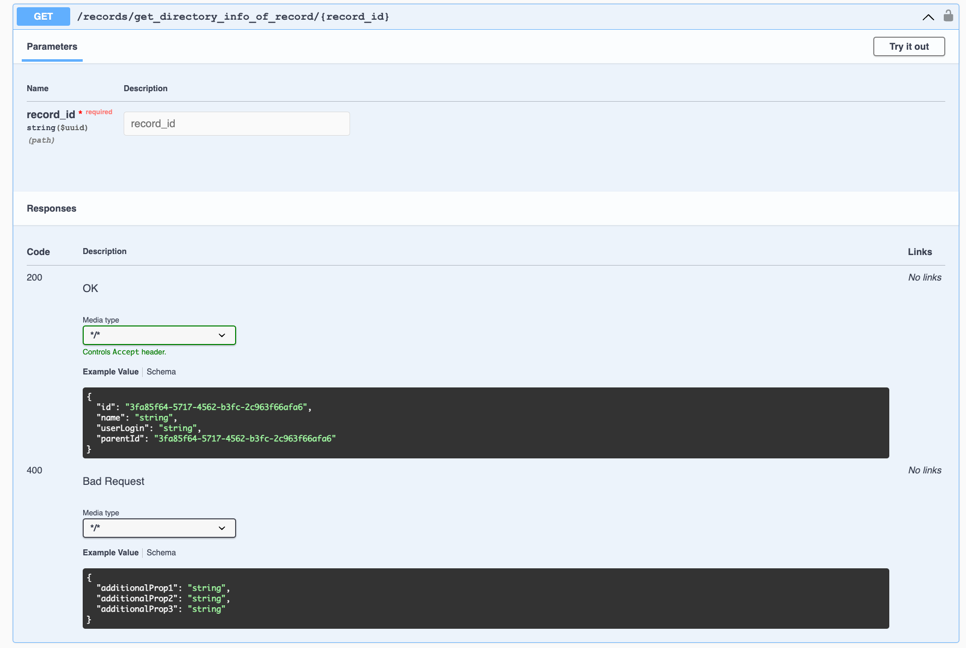 GET /records/get_directory_info_of_record/{record_id}
Parameters
Try it out
Name Description
record_id * required
string($uuid)
(path)
record_id
Responses
Code Description Links
200 No links
OK
Media type
*/*
Controls Accept header.
Example Value Schema
{
  "id": "3fa85f64-5717-4562-b3fc-2c963f66afa6",
  "name": "string",
  "userLogin": "string",
  "parentId": "3fa85f64-5717-4562-b3fc-2c963f66afa6"
}
400 No links
Bad Request
Media type
*/*
Example Value Schema
{
  "additionalProp1": "string",
  "additionalProp2": "string",
  "additionalProp3": "string"
}